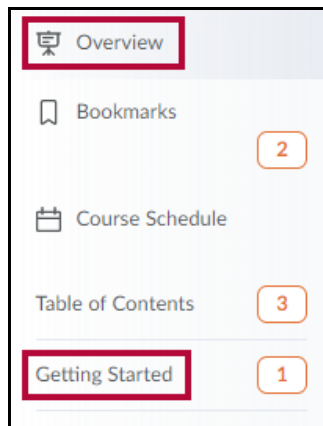 Overview
Bookmarks
2
Course Schedule
Table of Contents 3
Getting Started 1